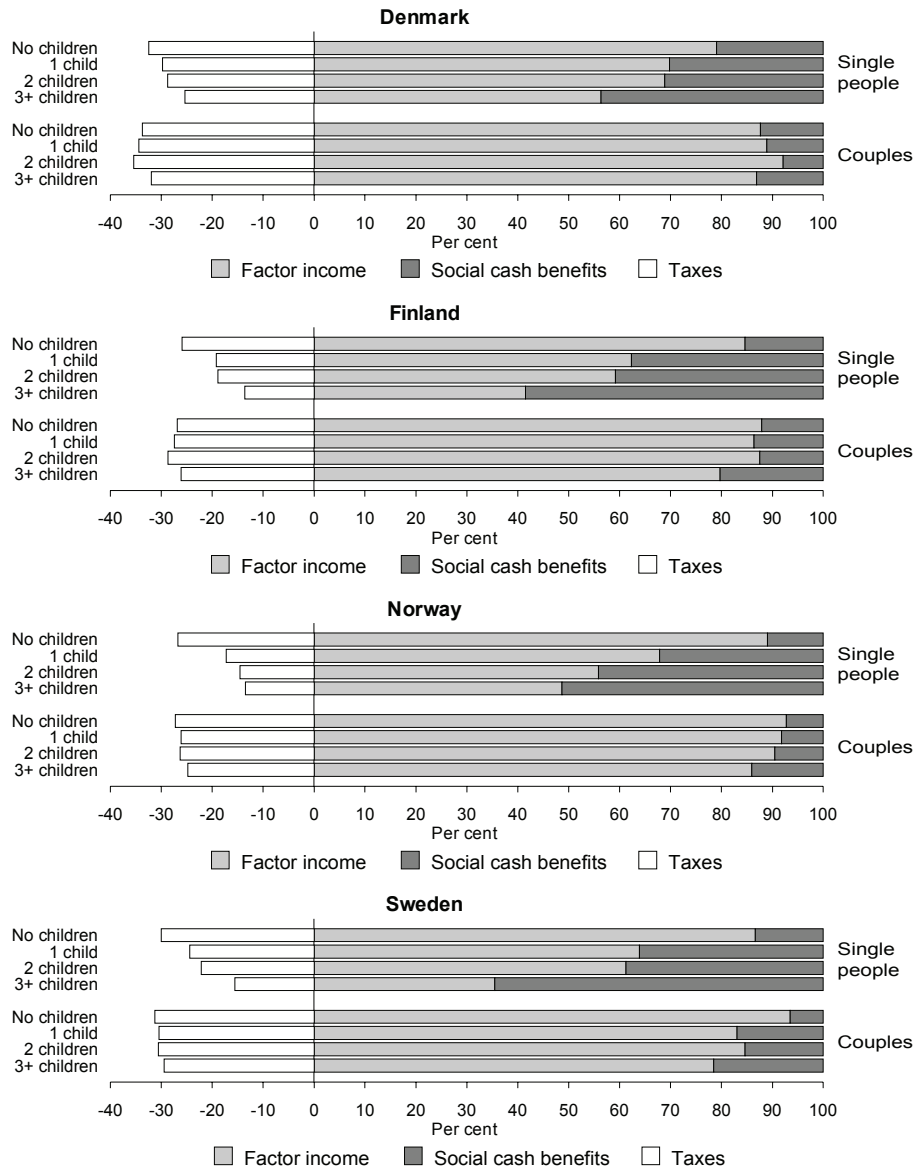 Denmark
No children
1 child
2 children
3+ children
Single
people
No children
1 child
2 children
3+ children
Couples
-40 -30 -20 -10 0 10 20 30 40 50 60 70 80 90 100
Per cent
Factor income Social cash benefits Taxes
Finland
No children
1 child
2 children
3+ children
Single
people
No children
1 child
2 children
3+ children
Couples
-40 -30 -20 -10 0 10 20 30 40 50 60 70 80 90 100
Per cent
Factor income Social cash benefits Taxes
Norway
No children
1 child
2 children
3+ children
Single
people
No children
1 child
2 children
3+ children
Couples
-40 -30 -20 -10 0 10 20 30 40 50 60 70 80 90 100
Per cent
Factor income Social cash benefits Taxes
Sweden
No children
1 child
2 children
3+ children
Single
people
No children
1 child
2 children
3+ children
Couples
-40 -30 -20 -10 0 10 20 30 40 50 60 70 80 90 100
Per cent
Factor income Social cash benefits Taxes